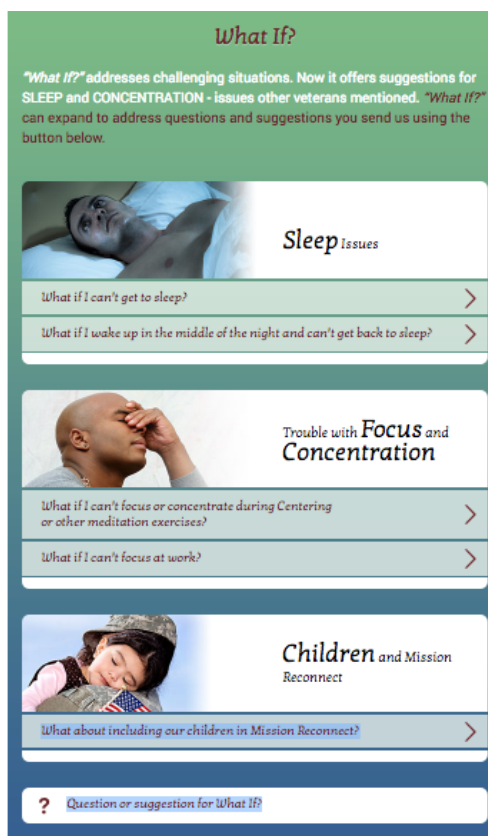 What If?
"What If?" addresses challenging situations. Now it offers suggestions for
SLEEP and CONCENTRATION - issues other veterans mentioned. "What If?"
can expand to address questions and suggestions you send us using the
button below.
Sleep Issues
What if I can't get to sleep?
What if I wake up in the middle of the night and can't get back to sleep?
Trouble with Focus and
Concentration
What if I can't focus or concentrate during Centering
or other meditation exercises?
What if I can't focus at work?
Children and Mission
Reconnect
What about including our children in Mission Reconnect?
? Question or suggestion for What If?